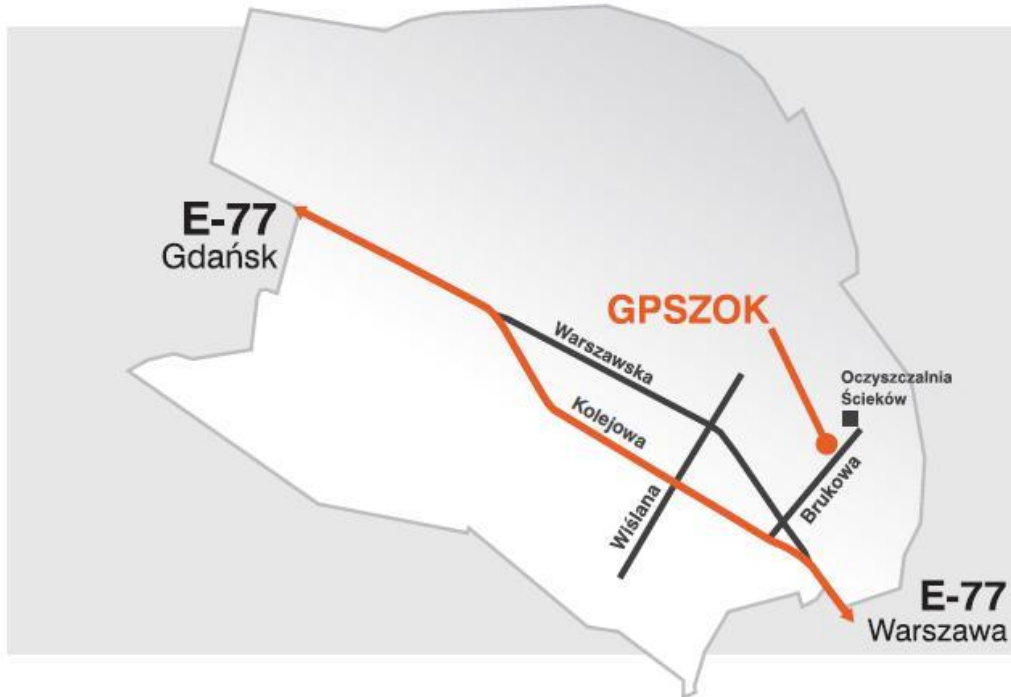 E-77
Gdańsk
GPSZOK
Warszawska
Oczyszczalnia
Ścieków
Kolejowa
Wiślana
Brukowa
E-77
Warszawa